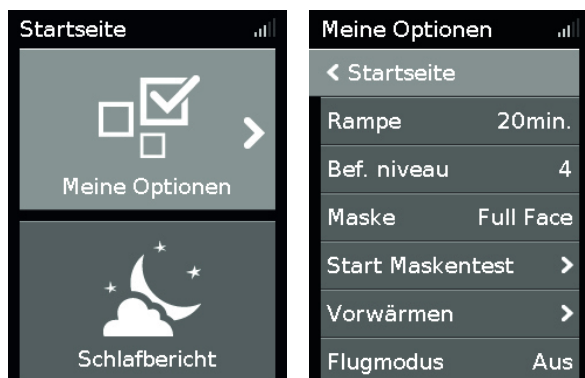 Startseite
Meine Optionen
Schlafbericht
Meine Optionen
Startseite
Rampe 20min.
Bef. niveau 4
Maske Full Face
Start Maskentest
Vorwärmen
Flugmodus Aus